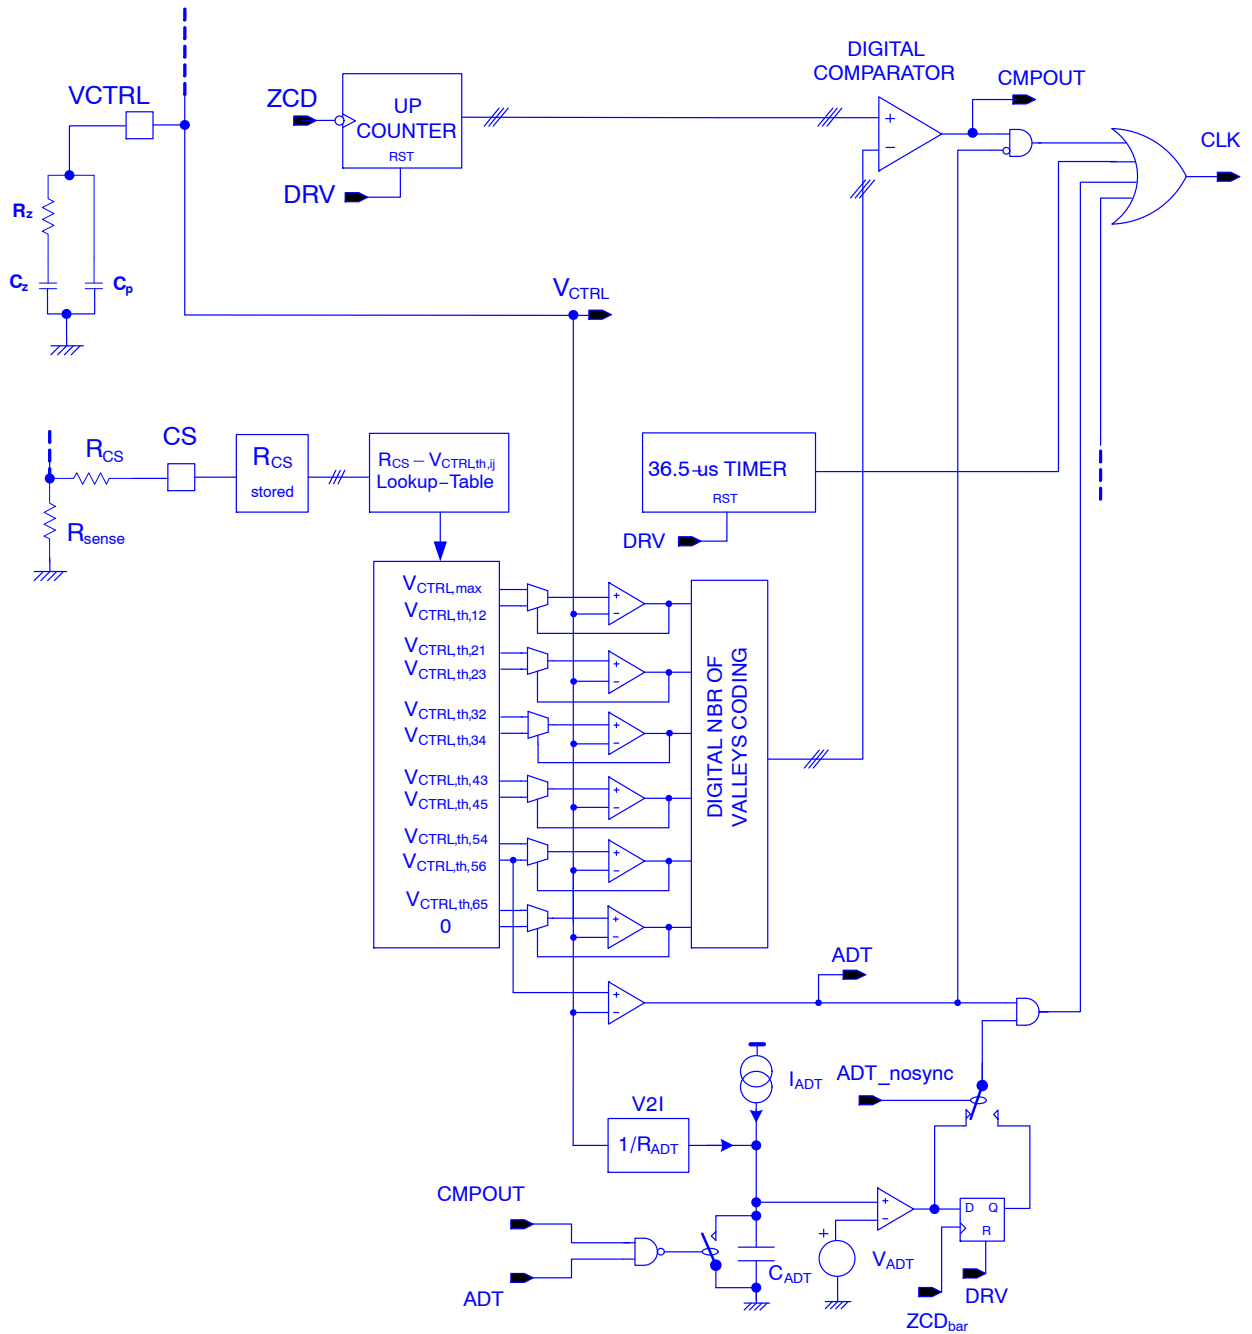 DIGITAL
COMPARATOR
CMPOUT
VCTRL
ZCD
UP
COUNTER
RST
+
−
CLK
DRV
Rz
Cz
Cp
VCTRL
RCS
CS
RCS
stored
RCS − VCTRL,th,ij
Lookup−Table
36.5−us TIMER
RST
Rsense
DRV
VCTRL,max
VCTRL,th,12
+
−
VCTRL,th,21
VCTRL,th,23
+
−
VCTRL,th,32
VCTRL,th,34
+
−
VCTRL,th,43
VCTRL,th,45
+
−
VCTRL,th,54
VCTRL,th,56
+
−
VCTRL,th,65
0
+
−
DIGITAL NBR OF
VALLEYS CODING
ADT
+
−
IADT
ADT_nosync
V2I
1/RADT
CMPOUT
ADT
CADT
+
VADT
+
−
D Q
R
DRV
ZCDbar